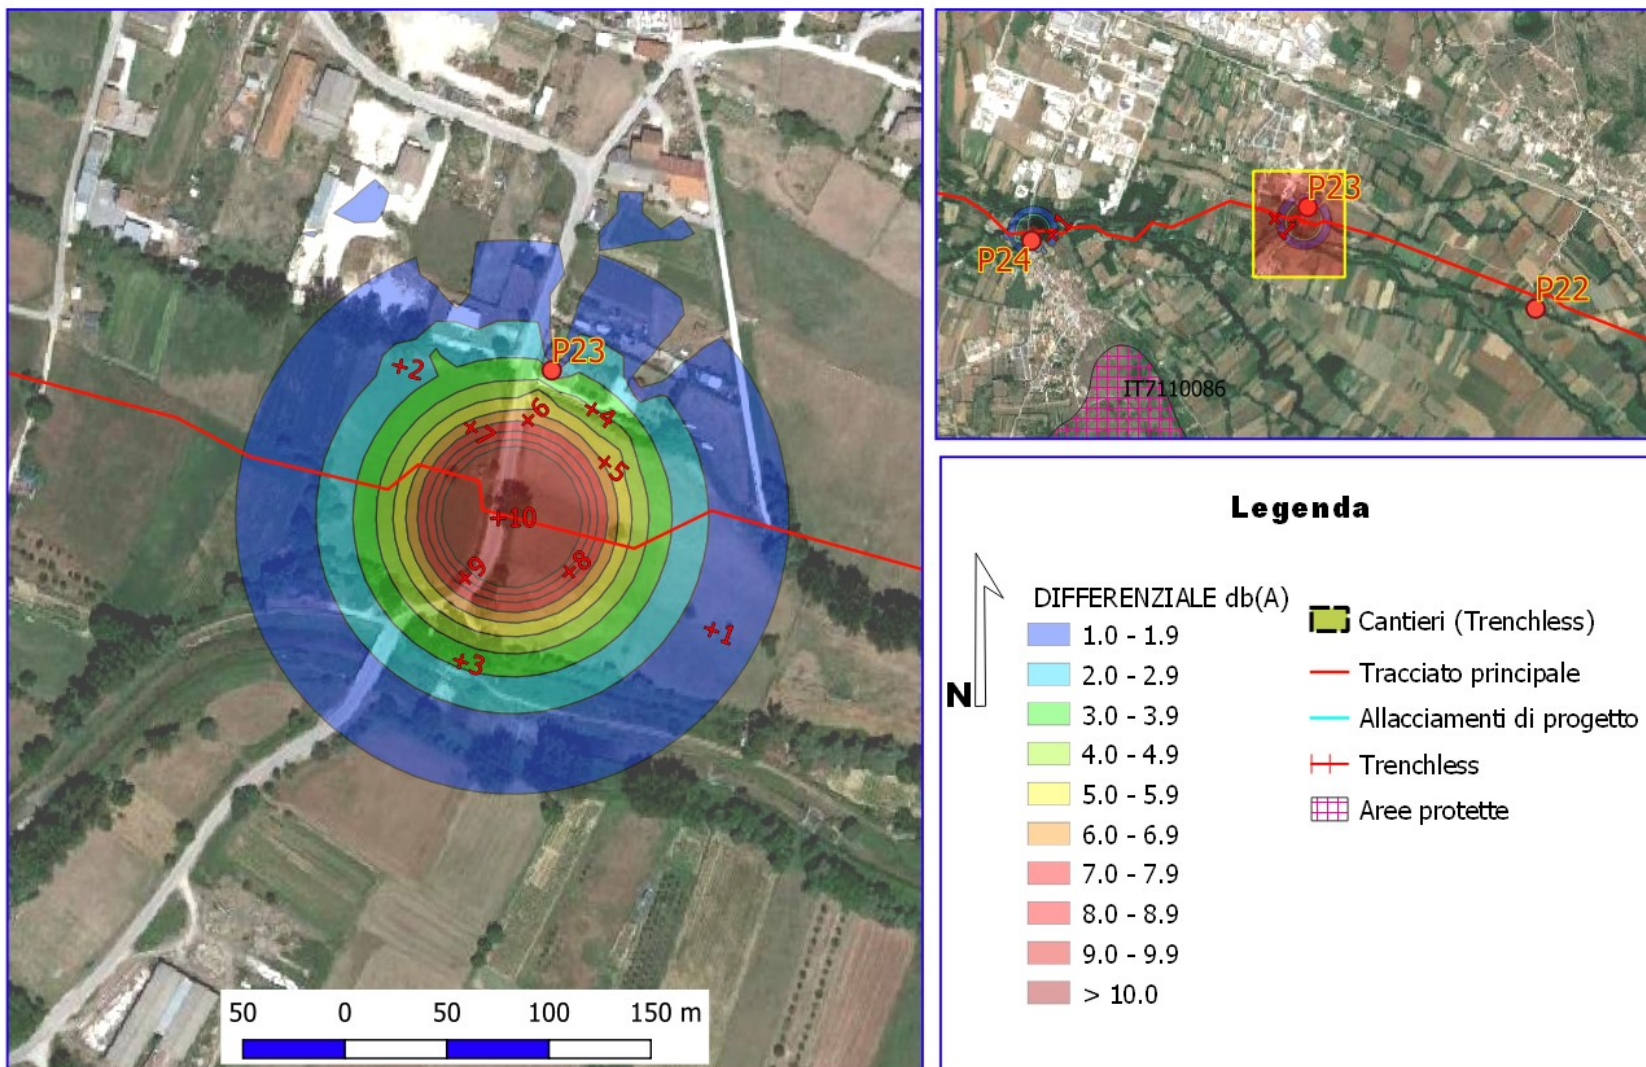 P23
+2
+6
+4
+7
+5
+10
+9
+8
+1
+3
50 0 50 100 150 m
P23
P24
P22
IT7110086
Legenda
N
DIFFERENZIALE db(A)
1.0 - 1.9
2.0 - 2.9
3.0 - 3.9
4.0 - 4.9
5.0 - 5.9
6.0 - 6.9
7.0 - 7.9
8.0 - 8.9
9.0 - 9.9
> 10.0
Cantieri (Trenchless)
Tracciato principale
Allacciamenti di progetto
Trenchless
Aree protette